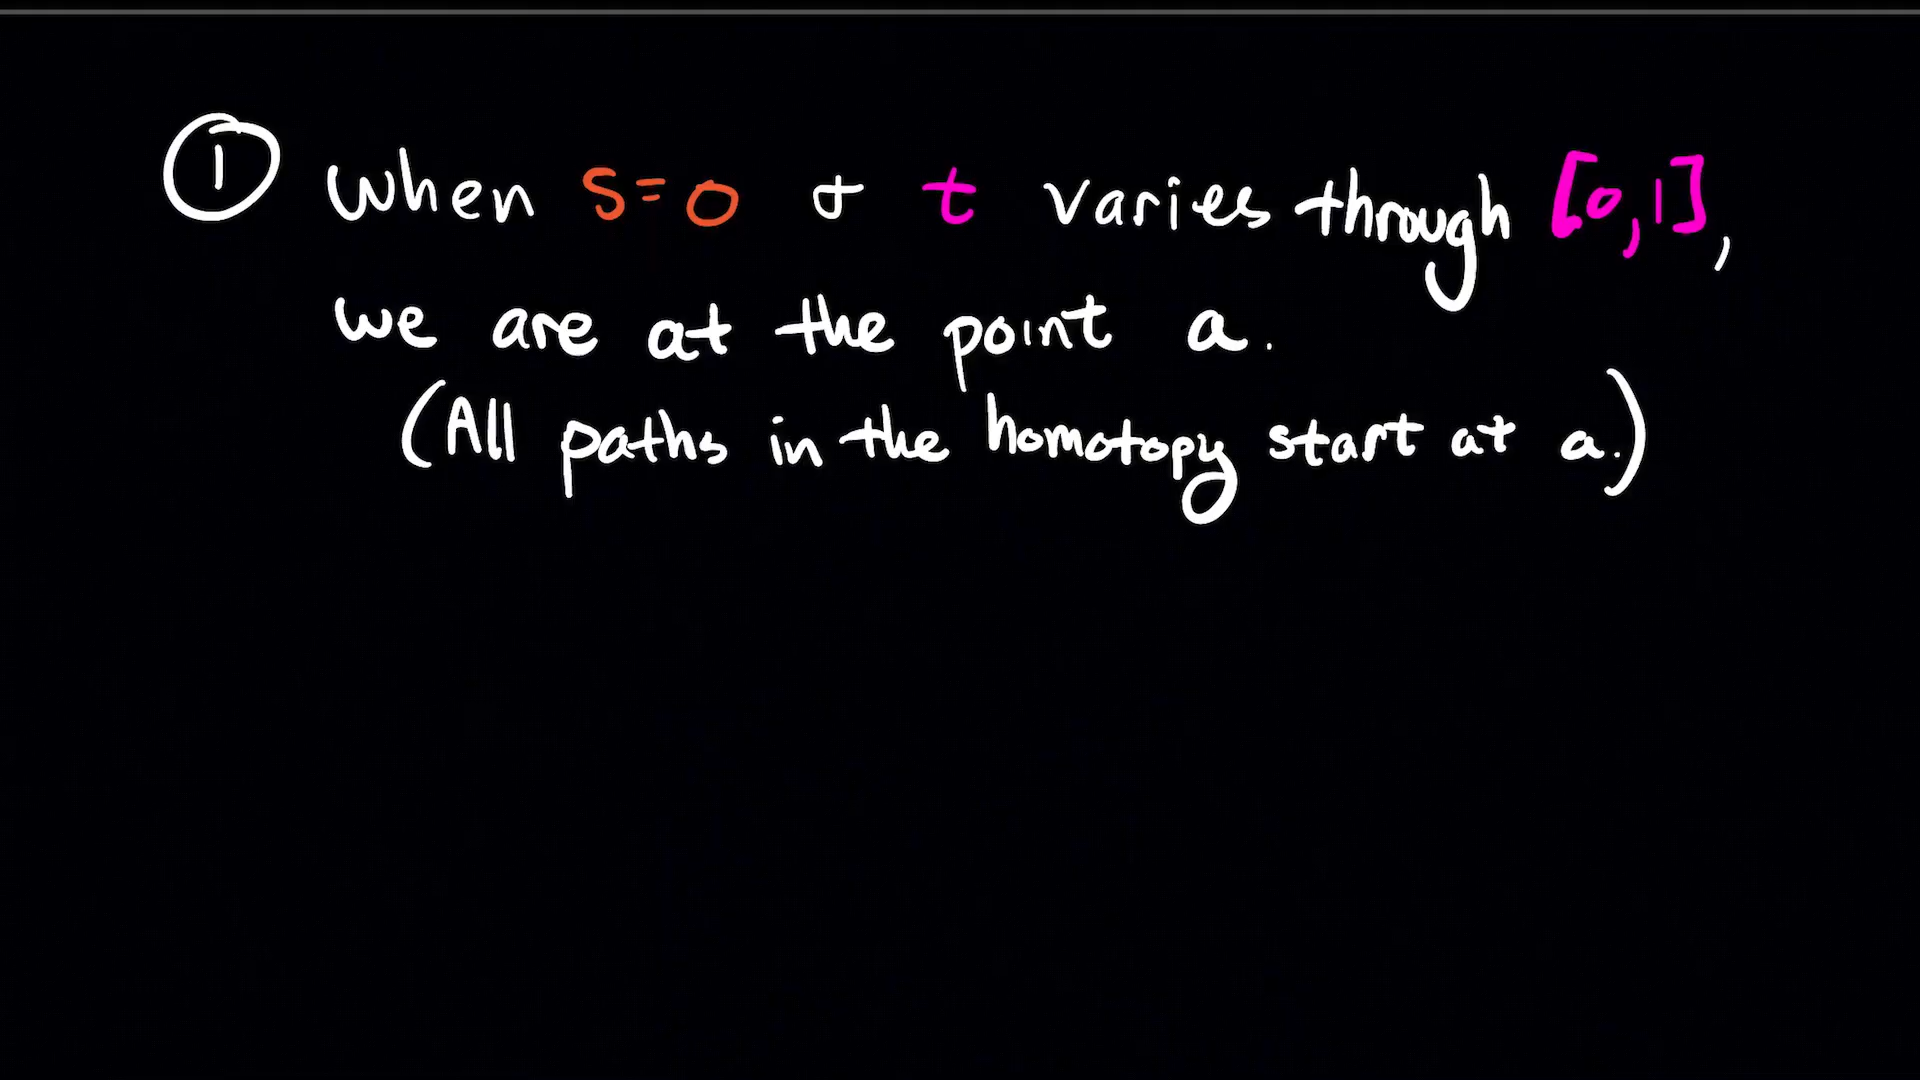 ① When s=0 & t varies through [0,1],
we are at the point a.
(All paths in the homotopy start at a.)